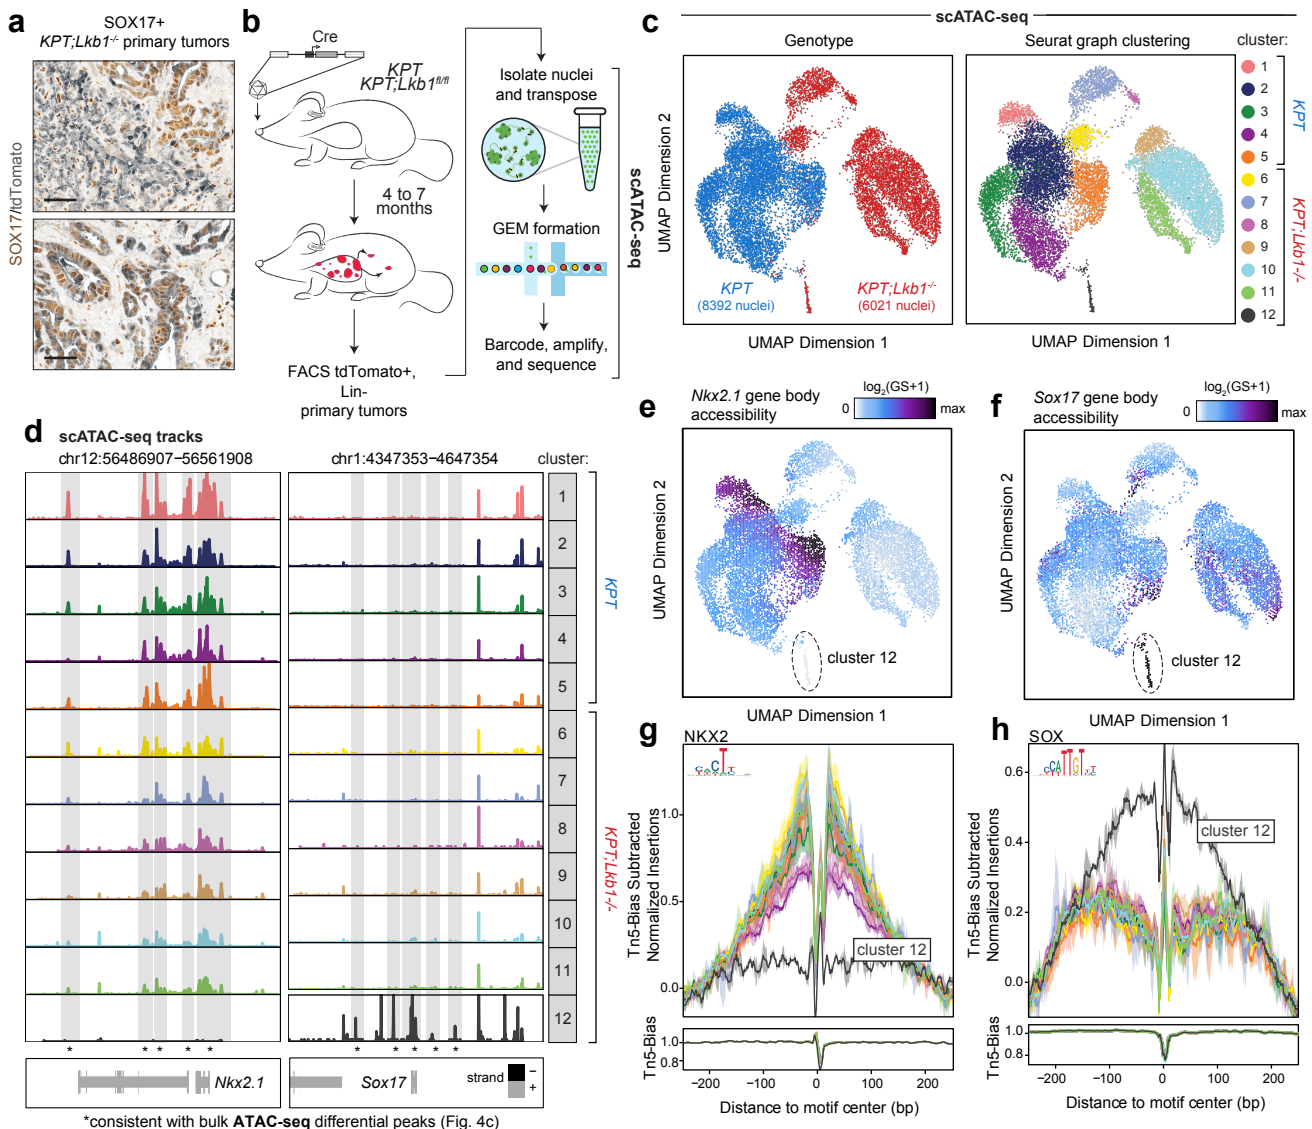 a
SOX17+
KPT;Lkb1-/- primary tumors
SOX17/tdTomato
b
Cre
KPT
KPT;Lkb1fl/fl
4 to 7
months
FACS tdTomato+,
Lin-
primary tumors
Isolate nuclei
and transpose
GEM formation
Barcode, amplify,
and sequence
scATAC-seq
c
scATAC-seq
Genotype
Seurat graph clustering
cluster:
KPT
(8392 nuclei)
KPT;Lkb1-/-
(6021 nuclei)
UMAP Dimension 2
UMAP Dimension 1
UMAP Dimension 1
1
2
3
4
5
6
7
8
9
10
11
12
KPT
KPT;Lkb1-/-
d
scATAC-seq tracks
chr12:56486907−56561908
chr1:4347353−4647354
cluster:
1
2
3
4
5
6
7
8
9
10
11
12
KPT
KPT;Lkb1-/-
* * * * *
* * * * *
Nkx2.1
Sox17
strand
−
+
*consistent with bulk ATAC-seq differential peaks (Fig. 4c)
e
Nkx2.1 gene body
accessibility
log2(GS+1)
0
max
UMAP Dimension 2
cluster 12
UMAP Dimension 1
f
Sox17 gene body
accessibility
log2(GS+1)
0
max
UMAP Dimension 2
cluster 12
UMAP Dimension 1
g
NKX2
Tn5-Bias Subtracted
Normalized Insertions
1.0
0.5
0.0
cluster 12
Tn5-Bias
1.0
0.8
−200
−100
0
100
200
Distance to motif center (bp)
h
SOX
Tn5-Bias Subtracted
Normalized Insertions
0.6
0.4
0.2
0.0
cluster 12
Tn5-Bias
1.0
0.8
−200
−100
0
100
200
Distance to motif center (bp)